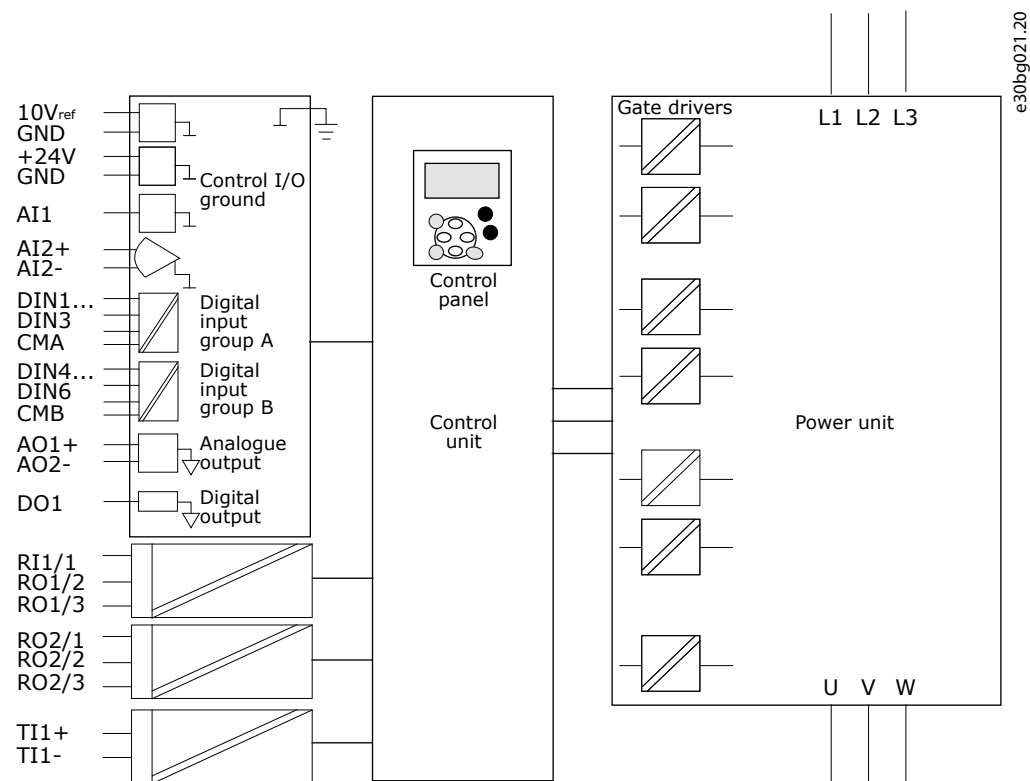 10Vref
GND
+24V
GND
AI1
AI2+
AI2-
DIN1...
DIN3
CMA
DIN4...
DIN6
CMB
AO1+
AO2-
DO1
RI1/1
RO1/2
RO1/3
RO2/1
RO2/2
RO2/3
TI1+
TI1-
Control I/O
ground
Digital
input
group A
Digital
input
group B
Analogue
output
Digital
output
Control
panel
Control
unit
Gate drivers
L1 L2 L3
Power unit
U V W
e30bg021.20